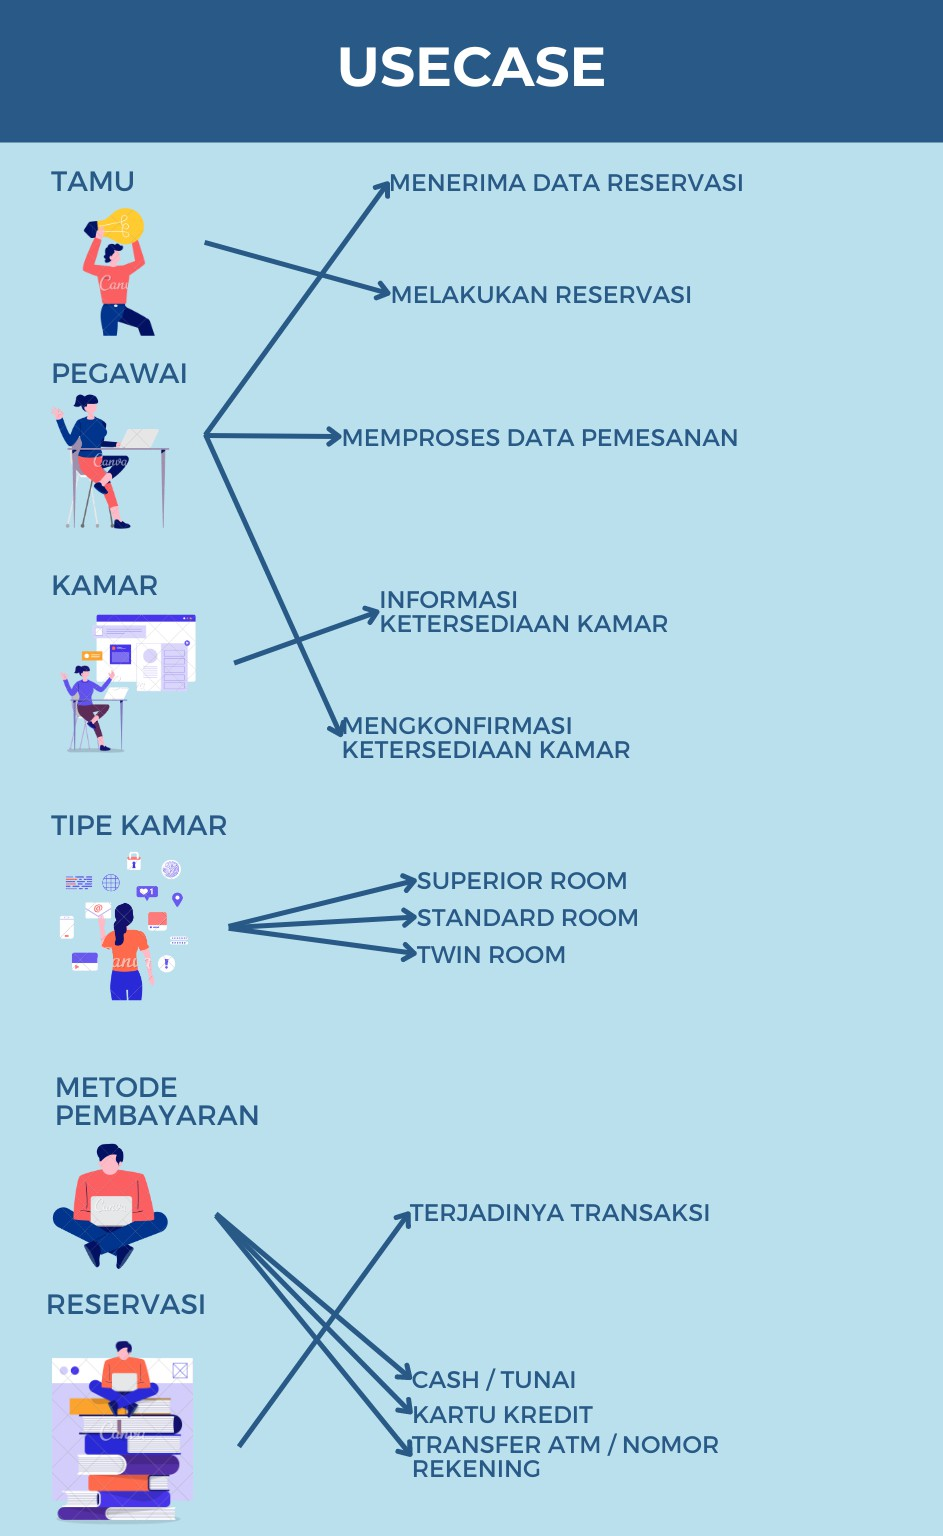 USECASE
TAMU
MENERIMA DATA RESERVASI
MELAKUKAN RESERVASI
PEGAWAI
MEMPROSES DATA PEMESANAN
KAMAR
INFORMASI
KETERSEDIAAN KAMAR
MENGKONFIRMASI
KETERSEDIAAN KAMAR
TIPE KAMAR
SUPERIOR ROOM
STANDARD ROOM
TWIN ROOM
METODE
PEMBAYARAN
TERJADINYA TRANSAKSI
RESERVASI
CASH / TUNAI
KARTU KREDIT
TRANSFER ATM / NOMOR
REKENING